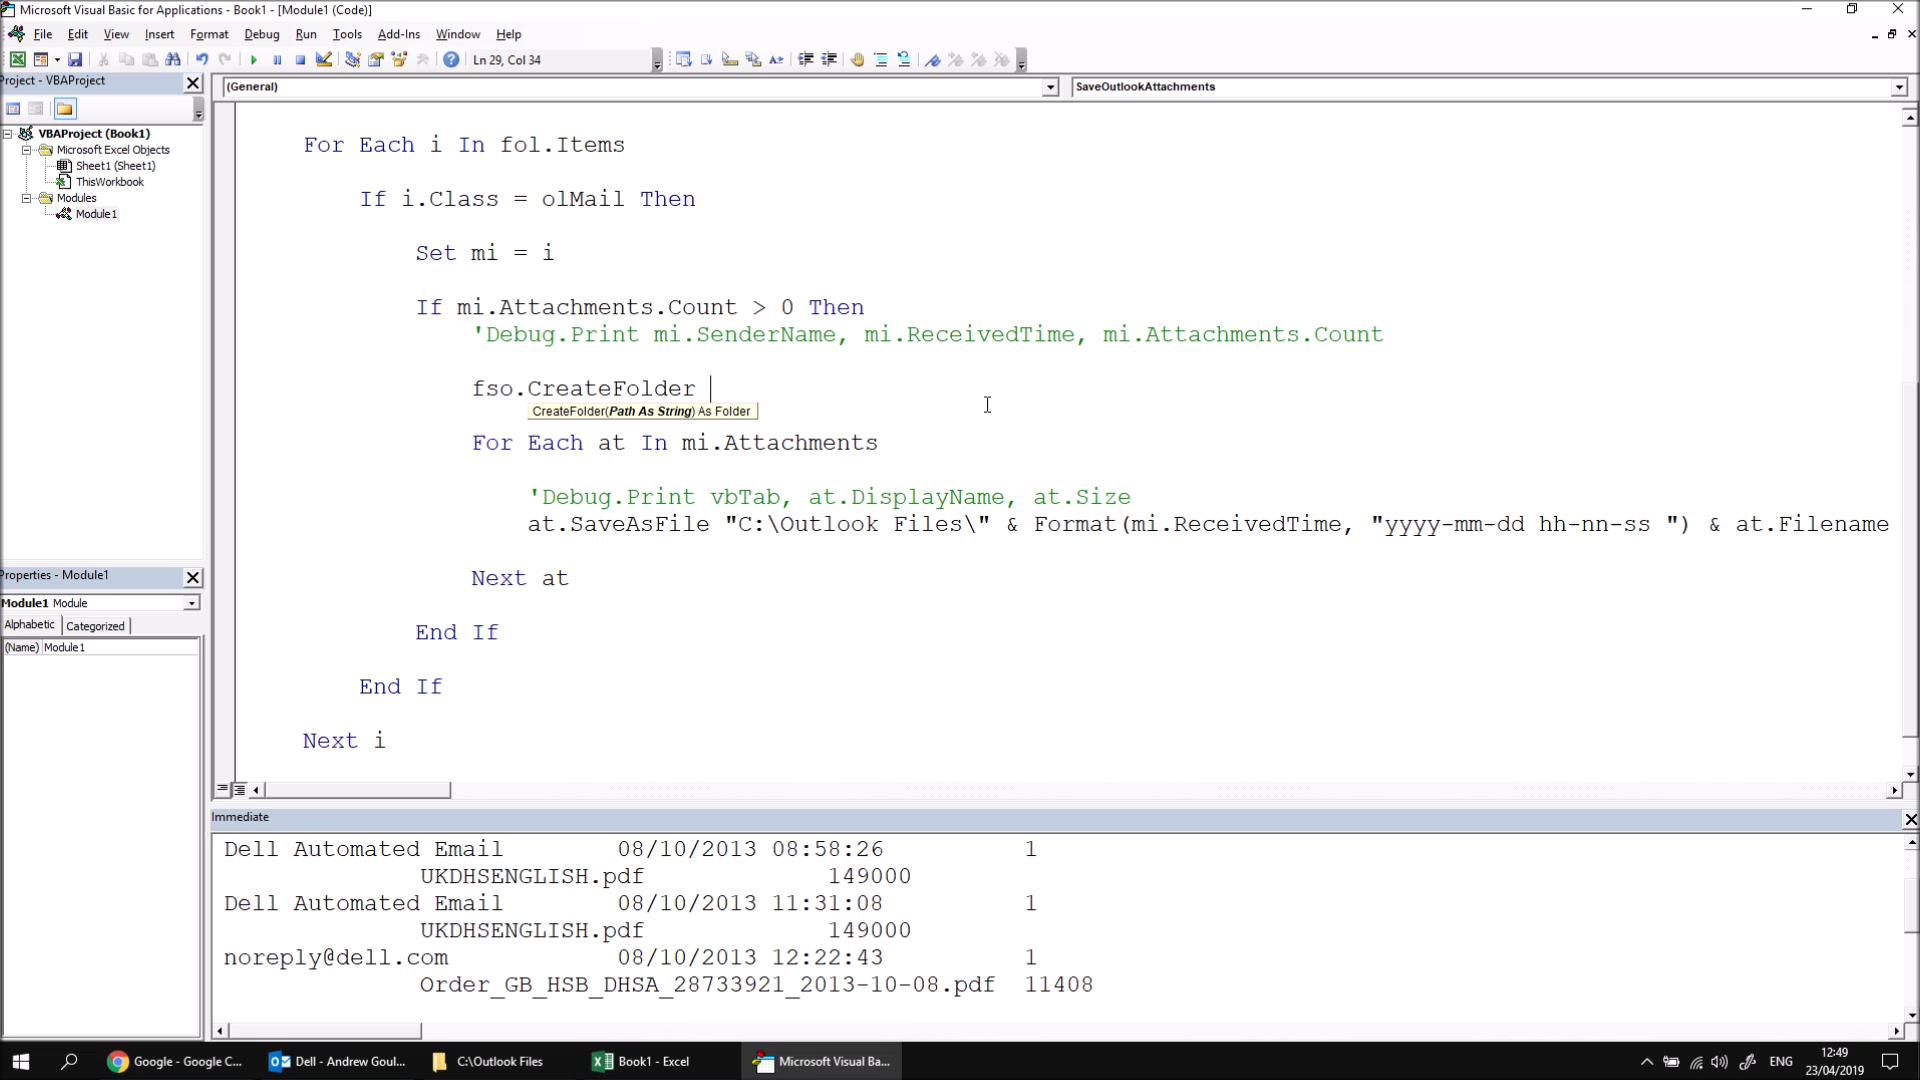 Microsoft Visual Basic for Applications - Book1 - [Module1 (Code)]
File Edit View Insert Format Debug Run Tools Add-Ins Window Help
Ln 29, Col 34
Project - VBAProject
(General)
SaveOutlookAttachments
VBAProject (Book1)
Microsoft Excel Objects
Sheet1 (Sheet1)
ThisWorkbook
Modules
Module1
For Each i In fol.Items
If i.Class = olMail Then
Set mi = i
If mi.Attachments.Count > 0 Then
'Debug.Print mi.SenderName, mi.ReceivedTime, mi.Attachments.Count
fso.CreateFolder
CreateFolder(Path As String) As Folder
For Each at In mi.Attachments
'Debug.Print vbTab, at.DisplayName, at.Size
at.SaveAsFile "C:\Outlook Files\" & Format(mi.ReceivedTime, "yyyy-mm-dd hh-nn-ss ") & at.Filename
Next at
End If
End If
Next i
Properties - Module1
Module1 Module
Alphabetic Categorized
(Name) Module1
Immediate
Dell Automated Email 08/10/2013 08:58:26 1
UKDHSENGLISH.pdf 149000
Dell Automated Email 08/10/2013 11:31:08 1
UKDHSENGLISH.pdf 149000
noreply@dell.com 08/10/2013 12:22:43 1
Order_GB_HSB_DHSA_28733921_2013-10-08.pdf 11408
Google - Google C...
Dell - Andrew Goul...
C:\Outlook Files
Book1 - Excel
Microsoft Visual Ba...
ENG
12:49
23/04/2019